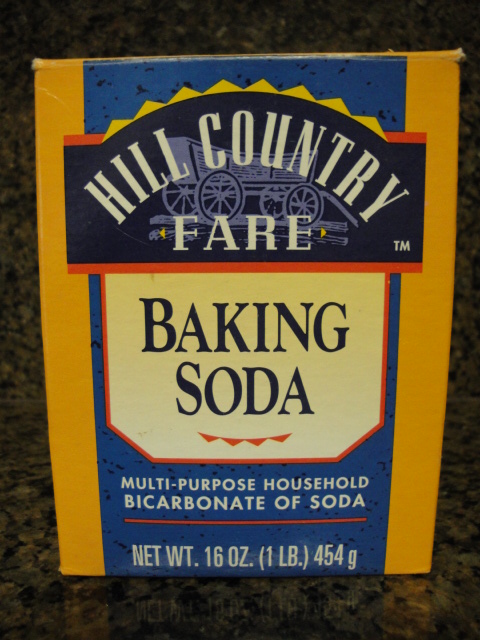 HILL COUNTRY
FARE
TM
BAKING
SODA
MULTI-PURPOSE HOUSEHOLD
BICARBONATE OF SODA
NET WT. 16 OZ. (1 LB.) 454 g